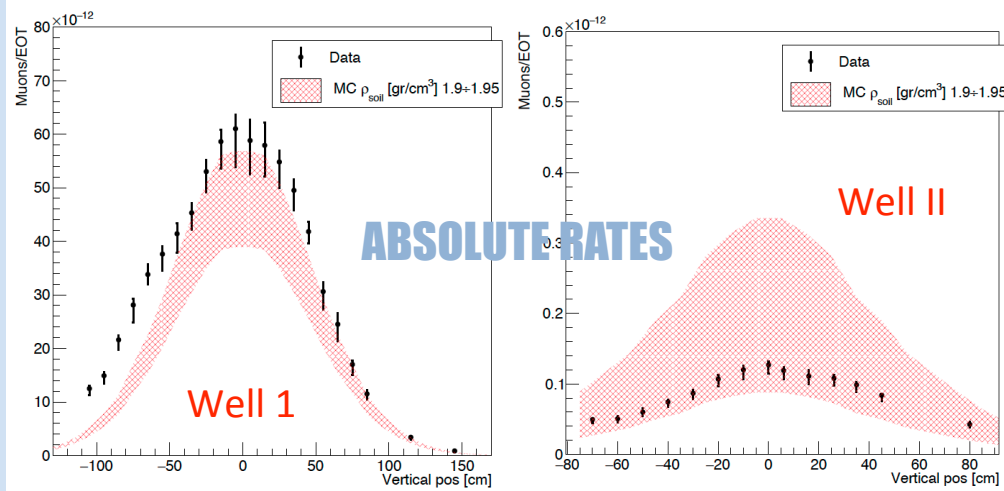 ×10⁻¹²
Muons/EOT
80
70
60
50
40
30
20
10
0
Data
MC ρsoil [gr/cm³] 1.9÷1.95
Well 1
−100 −50 0 50 100 150
Vertical pos [cm]
ABSOLUTE RATES
×10⁻¹²
Muons/EOT
0.6
0.5
0.4
0.3
0.2
0.1
0
Data
MC ρsoil [gr/cm³] 1.9÷1.95
Well II
−80 −60 −40 −20 0 20 40 60 80
Vertical pos [cm]